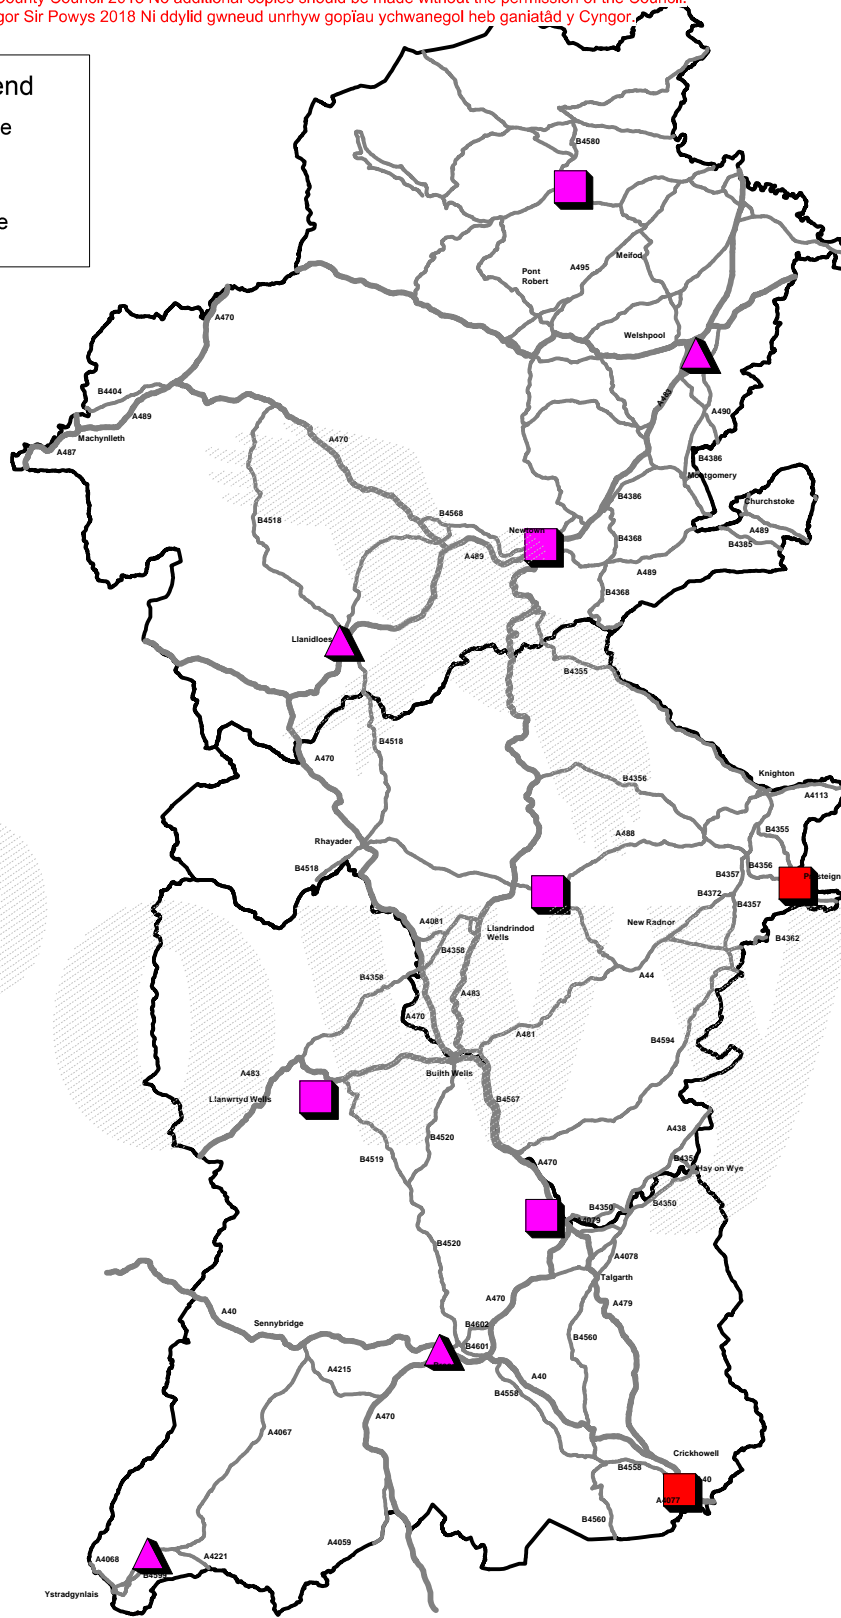 County Council 2018 No additional copies should be made without the permission of the Council.
gor Sir Powys 2018 Ni ddylid gwneud unrhyw gopïau ychwanegol heb ganiatâd y Cyngor.
end
e
e
B4580
Meifod
A495
Pont
Robert
A470
Welshpool
B4404
A483
A489
A490
Machynlleth
A470
A487
B4386
Montgomery
B4386
Churchstoke
B4518
B4568
Newtown
A489
B4368
B4385
A489
A489
B4368
Llanidloes
B4355
B4518
A470
Knighton
B4356
A4113
A488
B4355
Rhayader
B4518
B4356
B4357
B4372
B4357
A4081
New Radnor
Llandrindod
Wells
B4362
B4358
B4358
A44
A483
A470
A481
B4594
A483
Builth Wells
Llanwrtyd Wells
B4567
A438
B4520
B4519
A470
Hay on Wye
B4350
B4350
A4079
B4520
A4078
Talgarth
A470
A479
A40
Sennybridge
B4602
B4560
B4601
A4215
A40
B4558
A470
A4067
Crickhowell
B4558
40
A4077
B4560
A4059
A4068
A4221
Ystradgynlais